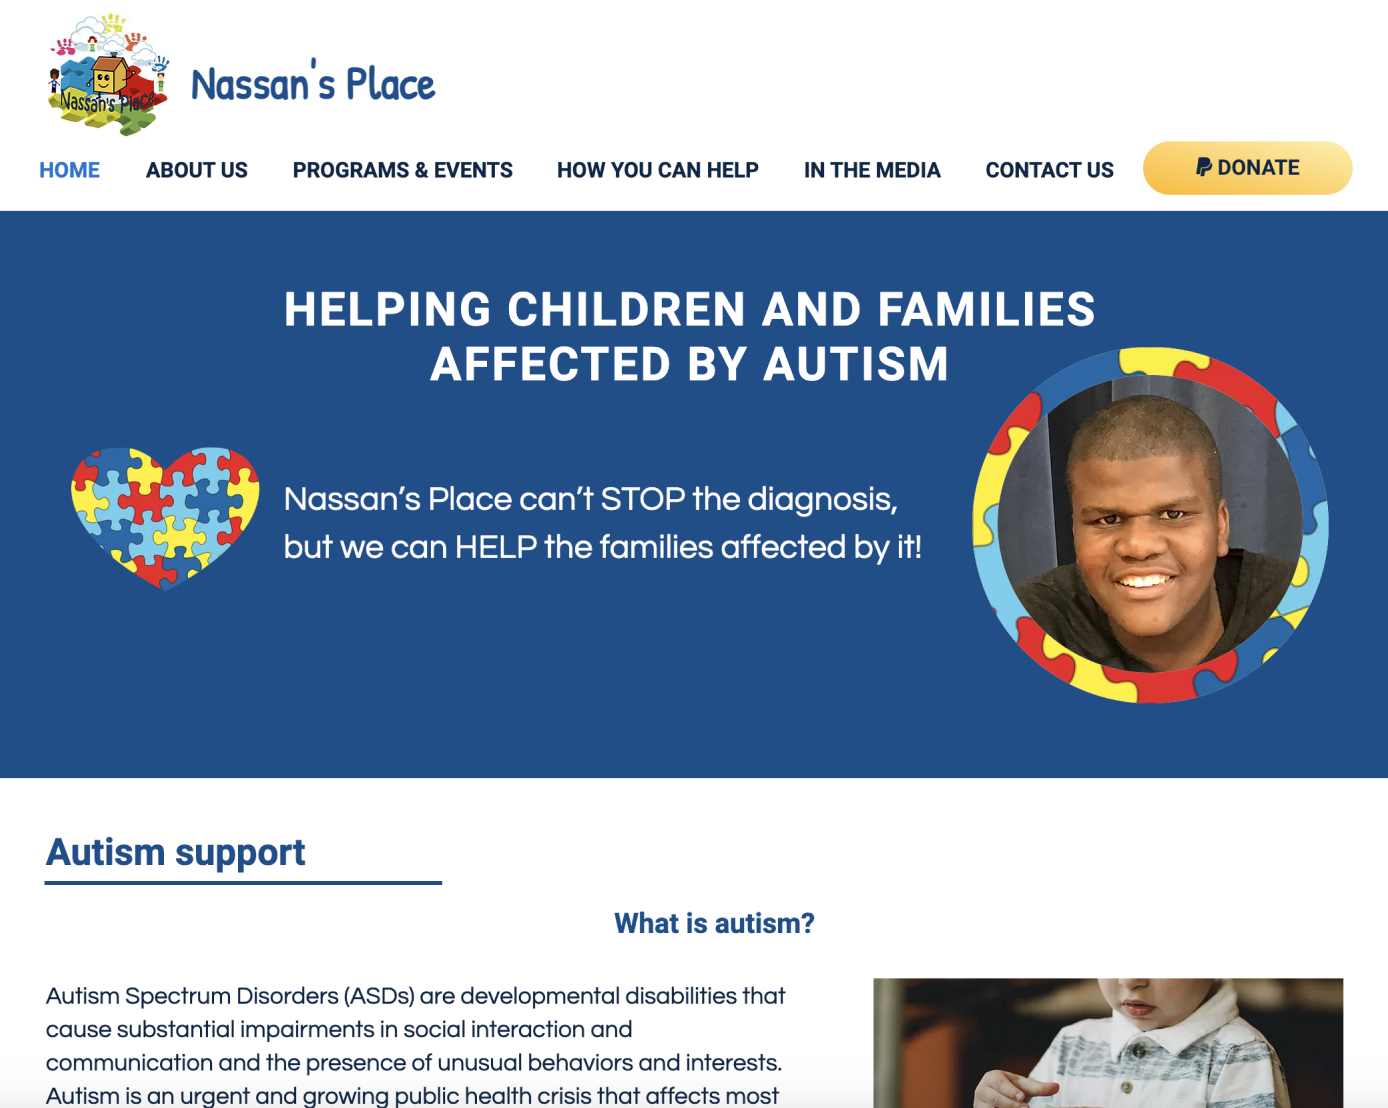 Nassan's Place
Nassan's Place
HOME
ABOUT US
PROGRAMS & EVENTS
HOW YOU CAN HELP
IN THE MEDIA
CONTACT US
DONATE
HELPING CHILDREN AND FAMILIES
AFFECTED BY AUTISM
Nassan’s Place can’t STOP the diagnosis,
but we can HELP the families affected by it!
Autism support
What is autism?
Autism Spectrum Disorders (ASDs) are developmental disabilities that
cause substantial impairments in social interaction and
communication and the presence of unusual behaviors and interests.
Autism is an urgent and growing public health crisis that affects most